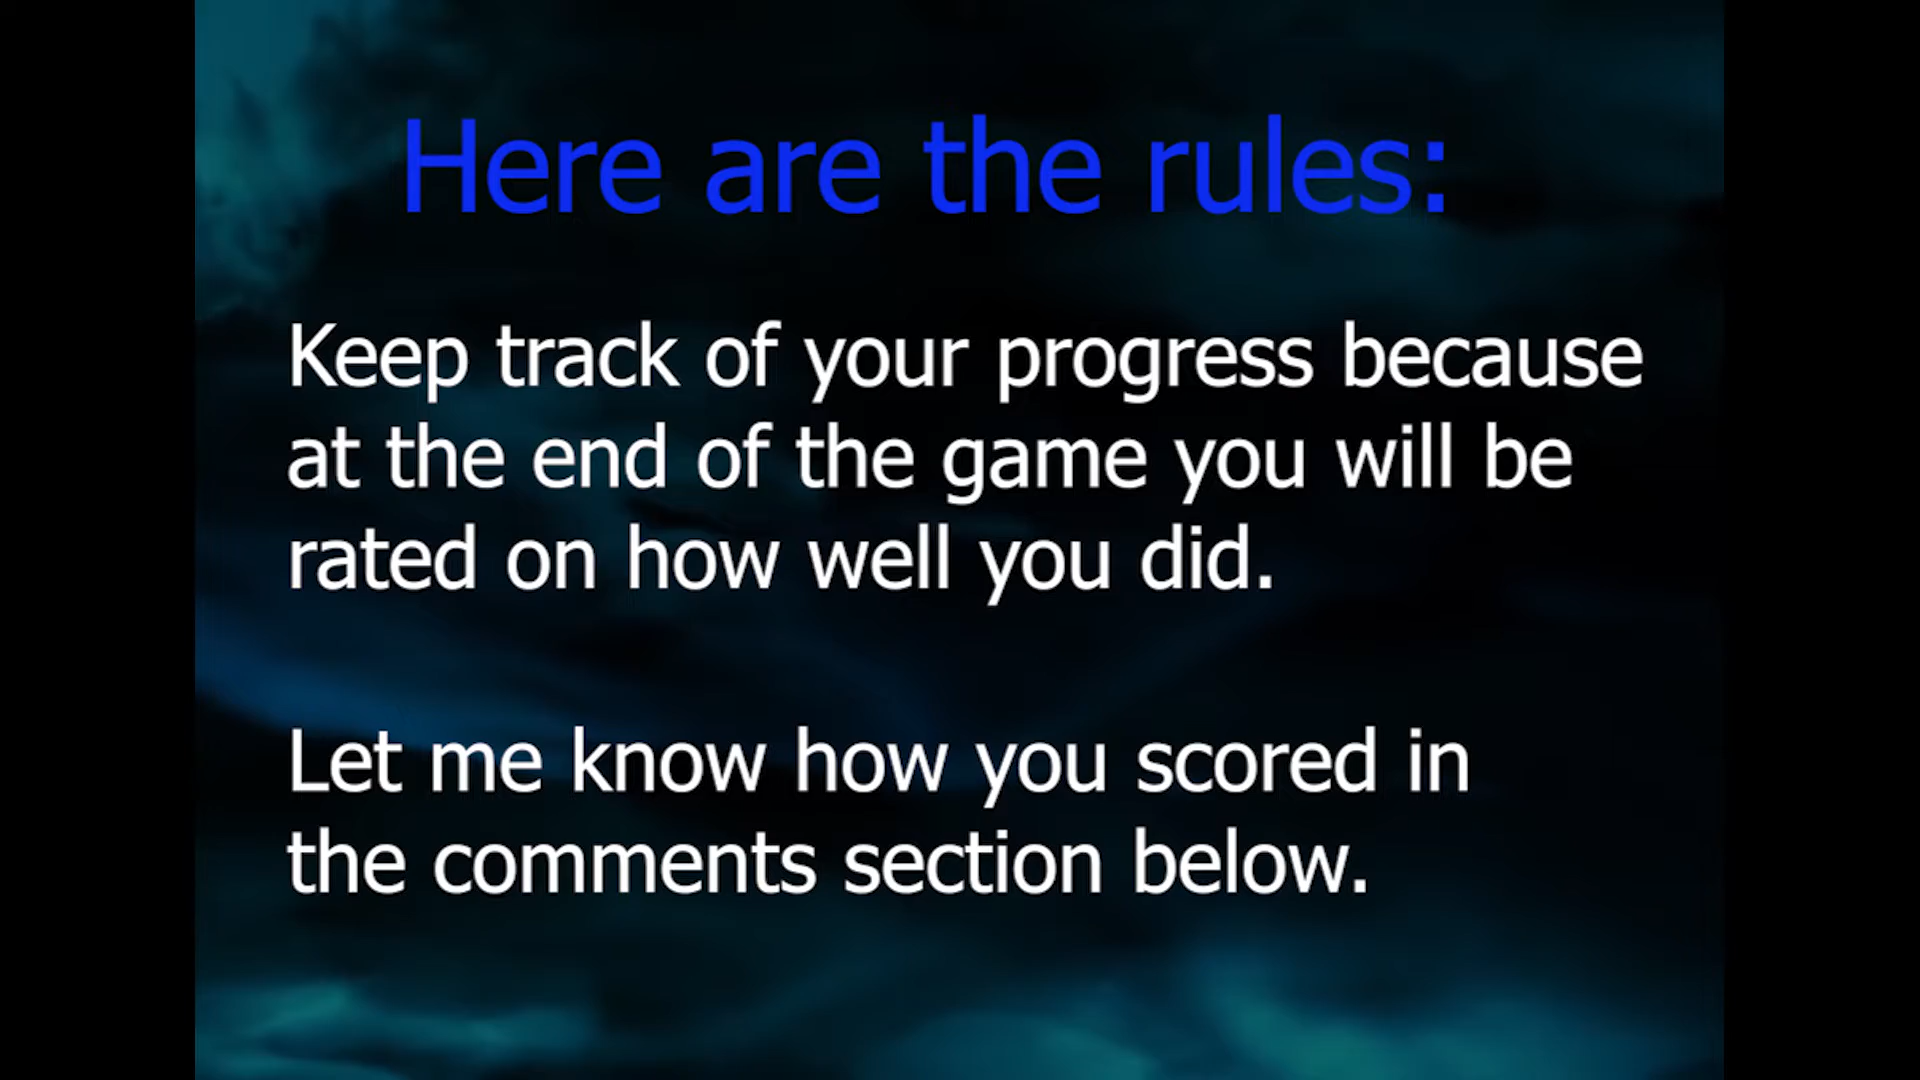 Here are the rules:
Keep track of your progress because
at the end of the game you will be
rated on how well you did.
Let me know how you scored in
the comments section below.